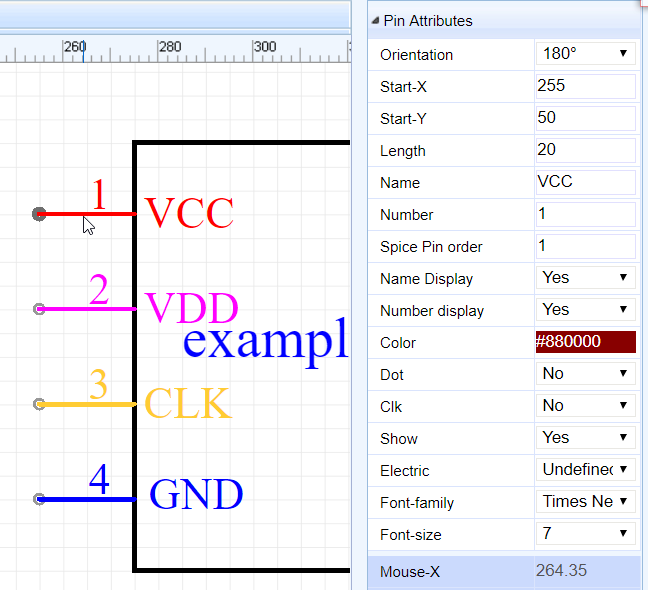 260
280
300
1
VCC
2
VDD
exampl
3
CLK
4
GND
Pin Attributes
Orientation 180°
Start-X 255
Start-Y 50
Length 20
Name VCC
Number 1
Spice Pin order 1
Name Display Yes
Number display Yes
Color #880000
Dot No
Clk No
Show Yes
Electric Undefined
Font-family Times Ne
Font-size 7
Mouse-X 264.35